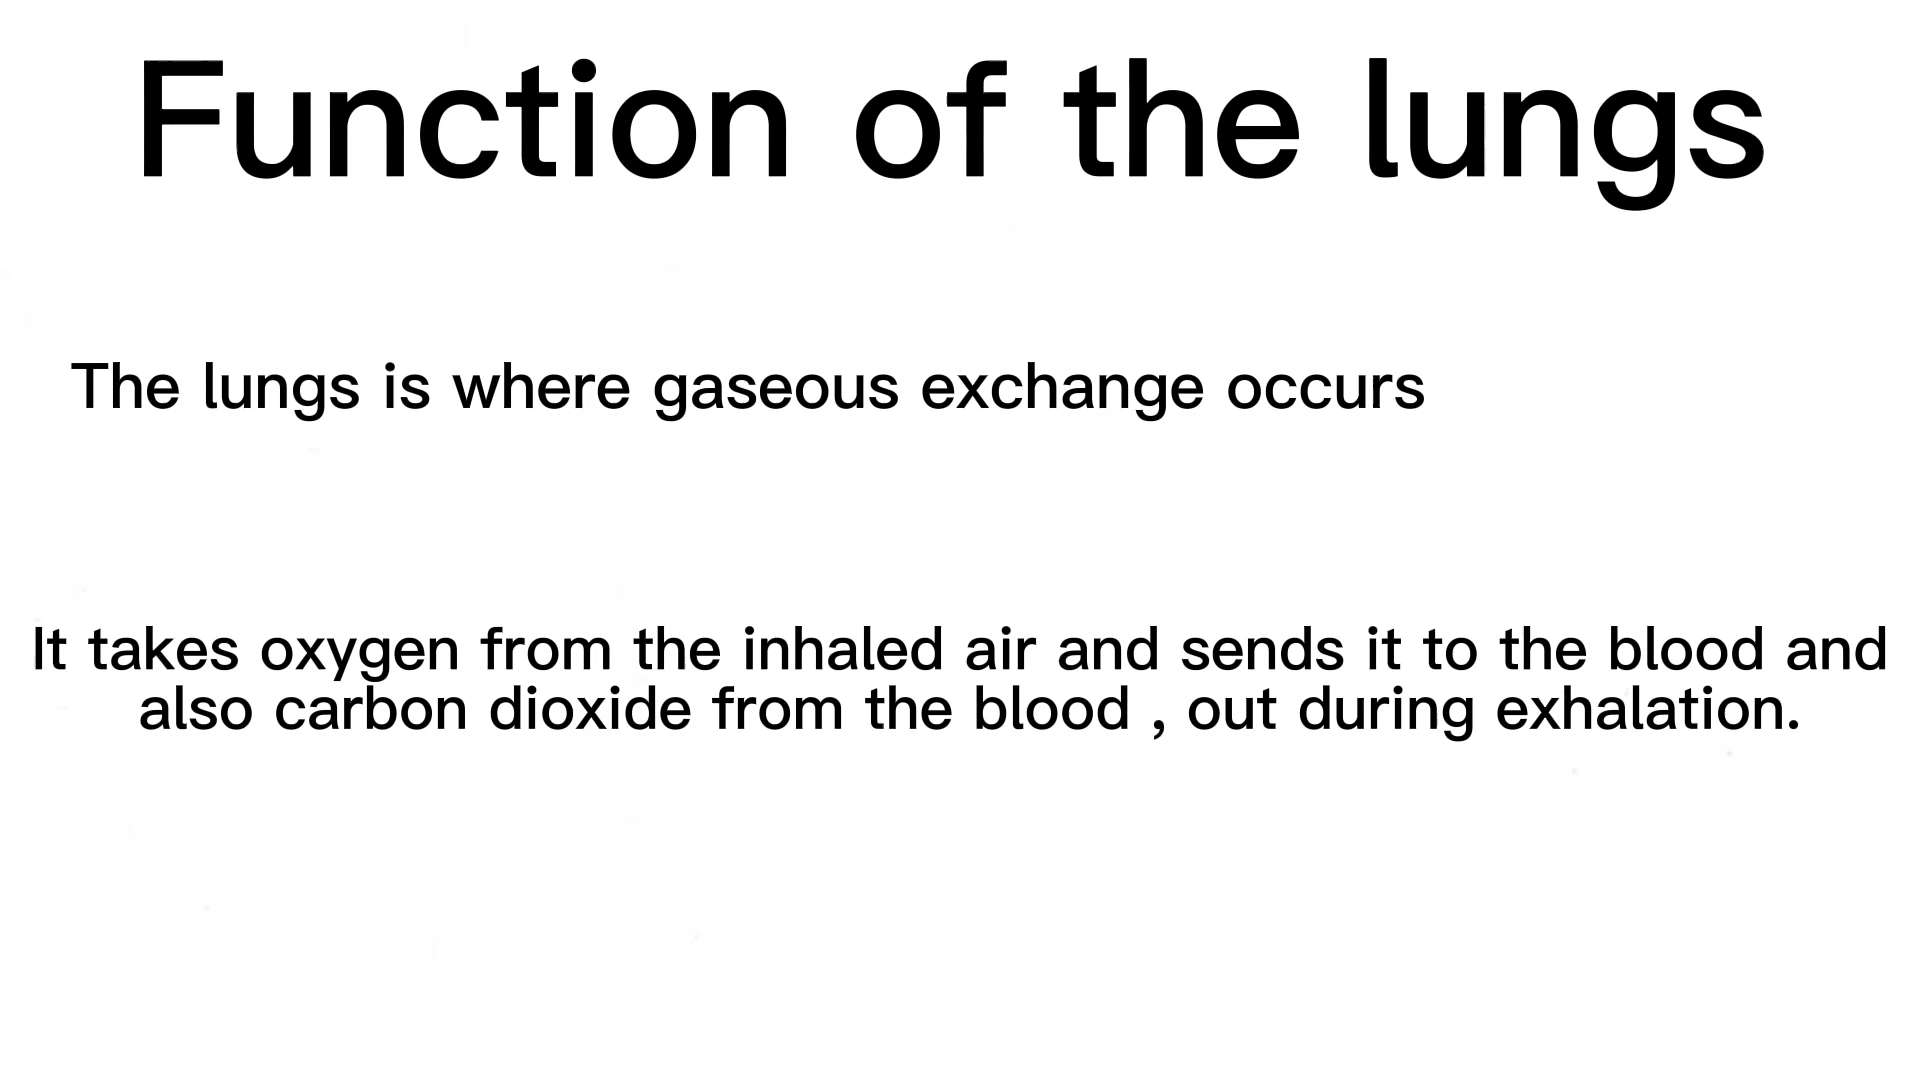 Function of the lungs
The lungs is where gaseous exchange occurs
It takes oxygen from the inhaled air and sends it to the blood and
also carbon dioxide from the blood , out during exhalation.